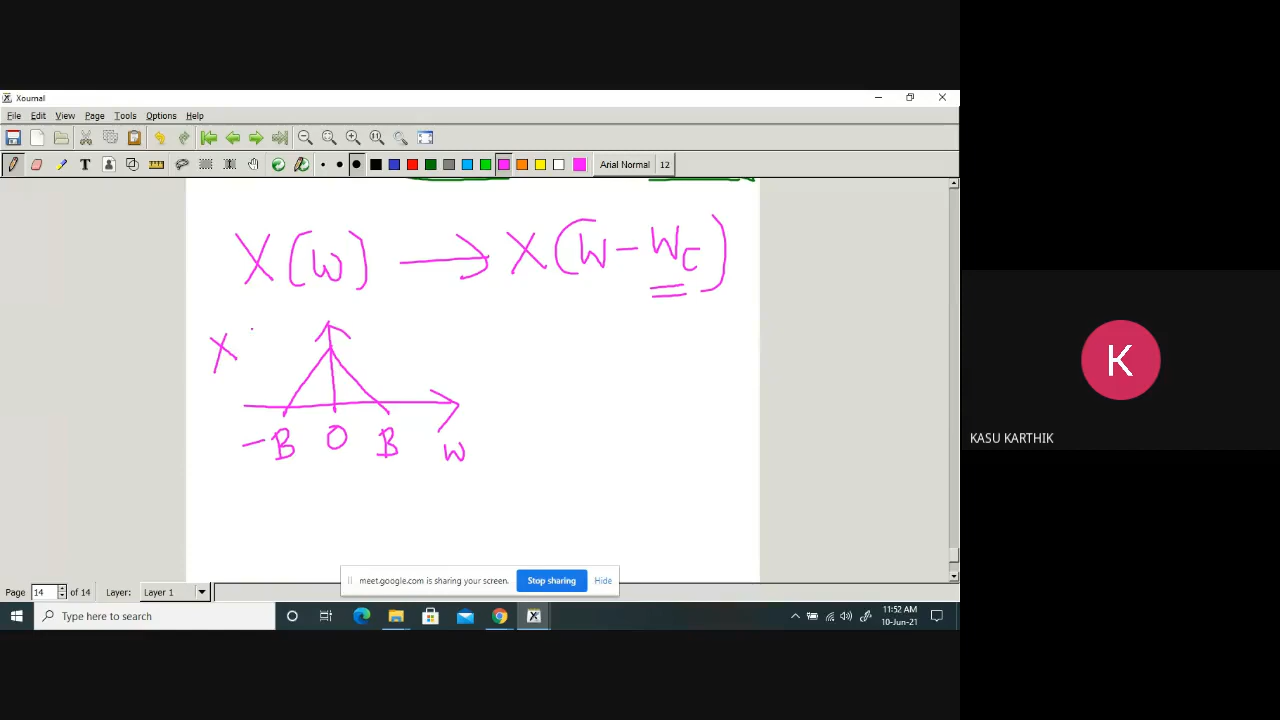 Xournal
File Edit View Page Tools Options Help
Arial Normal 12
X(W) → X(W-Wc)
X
-B 0 B W
meet.google.com is sharing your screen. Stop sharing Hide
Page 14 of 14 Layer: Layer 1
Type here to search
11:52 AM
10-Jun-21
K
KASU KARTHIK